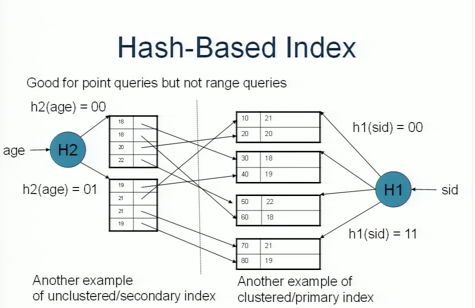 Hash-Based Index
Good for point queries but not range queries
h2(age) = 00
age
H2
h2(age) = 01
18
18
20
22
19
21
21
19
10 21
20 20
30 18
40 19
50 22
60 18
70 21
80 19
h1(sid) = 00
H1
sid
h1(sid) = 11
Another example
of unclustered/secondary index
Another example of
clustered/primary index